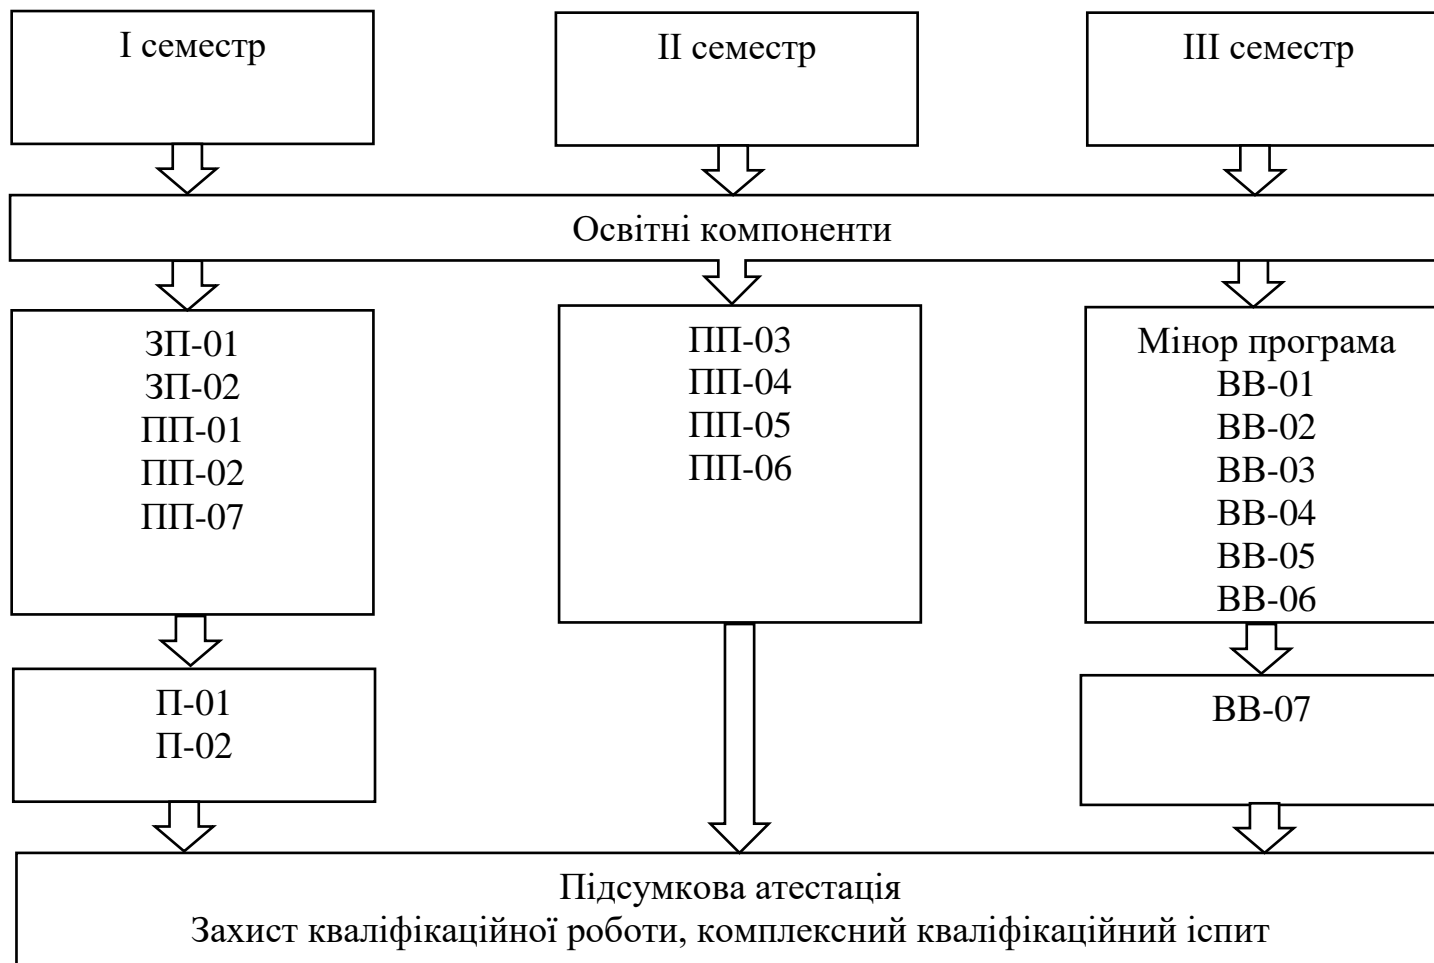 І семестр
ІІ семестр
ІІІ семестр
Освітні компоненти
ЗП-01
ЗП-02
ПП-01
ПП-02
ПП-07
ПП-03
ПП-04
ПП-05
ПП-06
Мінор програма
ВВ-01
ВВ-02
ВВ-03
ВВ-04
ВВ-05
ВВ-06
П-01
П-02
ВВ-07
Підсумкова атестація
Захист кваліфікаційної роботи, комплексний кваліфікаційний іспит